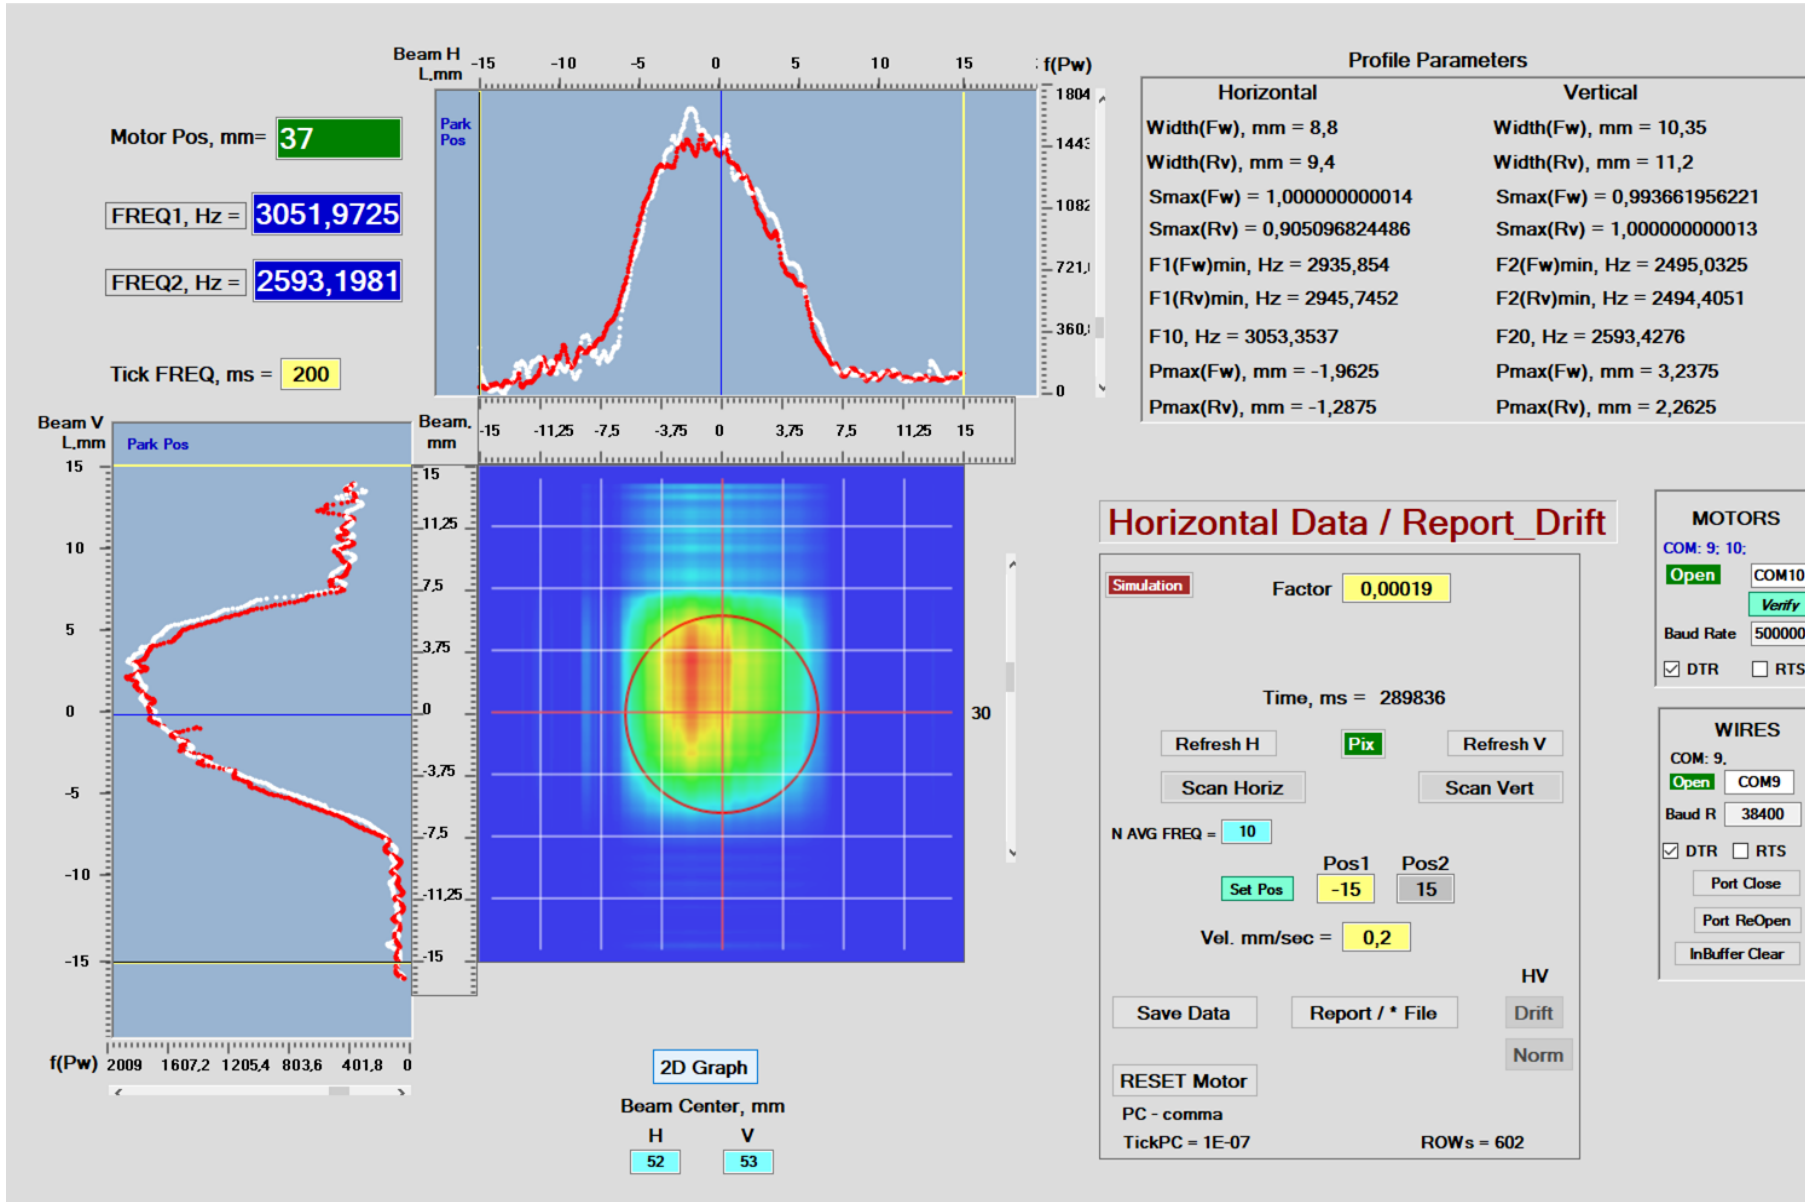 Beam H
L,mm
-15 -10 -5 0 5 10 15
f(Pw)
1804
1443
1082
721,
360,
0
Park
Pos
Motor Pos, mm= 37
FREQ1, Hz = 3051,9725
FREQ2, Hz = 2593,1981
Tick FREQ, ms = 200
Profile Parameters
Horizontal Vertical
Width(Fw), mm = 8,8 Width(Fw), mm = 10,35
Width(Rv), mm = 9,4 Width(Rv), mm = 11,2
Smax(Fw) = 1,000000000014 Smax(Fw) = 0,993661956221
Smax(Rv) = 0,905096824486 Smax(Rv) = 1,000000000013
F1(Fw)min, Hz = 2935,854 F2(Fw)min, Hz = 2495,0325
F1(Rv)min, Hz = 2945,7452 F2(Rv)min, Hz = 2494,4051
F10, Hz = 3053,3537 F20, Hz = 2593,4276
Pmax(Fw), mm = -1,9625 Pmax(Fw), mm = 3,2375
Pmax(Rv), mm = -1,2875 Pmax(Rv), mm = 2,2625
Beam V
L,mm
Park Pos
15
10
5
0
-5
-10
-15
f(Pw) 2009 1607,2 1205,4 803,6 401,8 0
Beam,
mm
-15 -11,25 -7,5 -3,75 0 3,75 7,5 11,25 15
15
11,25
7,5
3,75
0
-3,75
-7,5
-11,25
-15
30
2D Graph
Beam Center, mm
H V
52 53
Horizontal Data / Report_Drift
Simulation Factor 0,00019
Time, ms = 289836
Refresh H Pix Refresh V
Scan Horiz Scan Vert
N AVG FREQ = 10
Pos1 Pos2
Set Pos -15 15
Vel. mm/sec = 0,2
HV
Save Data Report / * File Drift
Norm
RESET Motor
PC - comma
TickPC = 1E-07 ROWs = 602
MOTORS
COM: 9; 10;
Open COM10
Verify
Baud Rate 500000
DTR RTS
WIRES
COM: 9,
Open COM9
Baud R 38400
DTR RTS
Port Close
Port ReOpen
InBuffer Clear